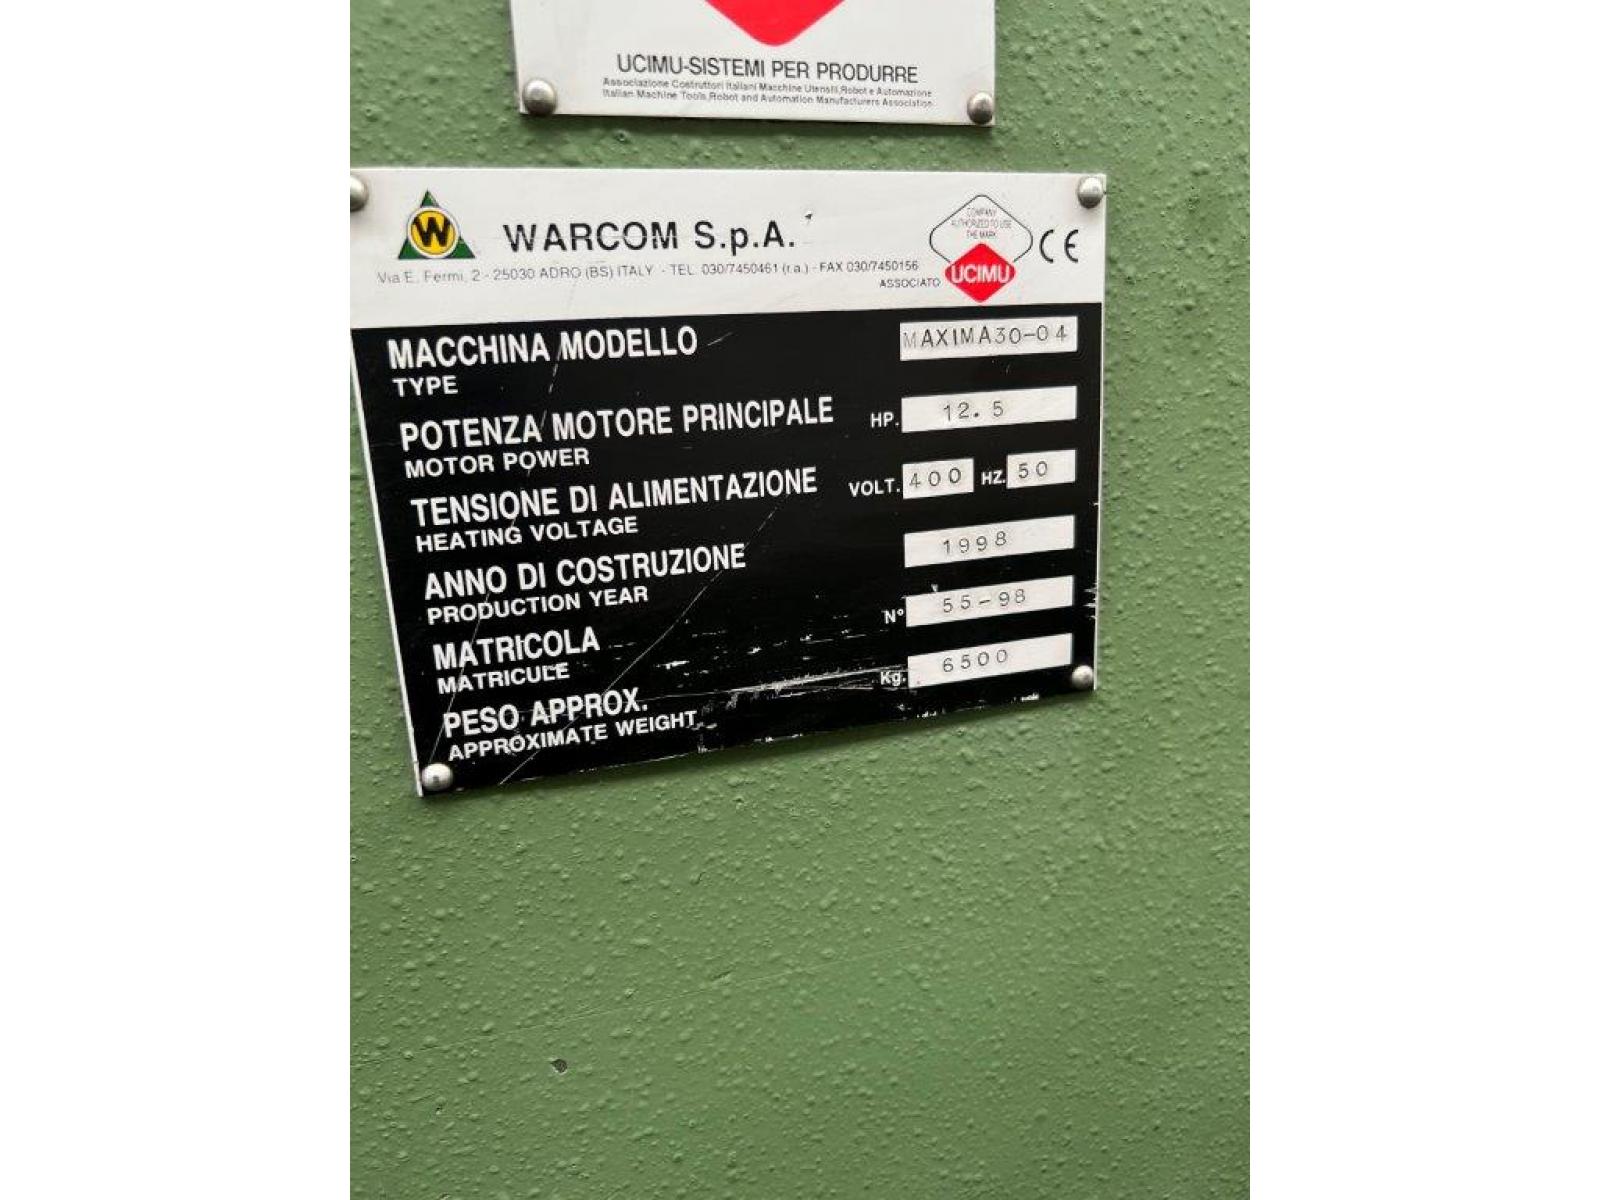 UCIMU-SISTEMI PER PRODURRE
Associazione Costruttori Italiani Macchine Utensili, Robot e Automazione
Italian Machine Tools, Robot and Automation Manufacturers Association
W
WARCOM S.p.A.
Via E. Fermi, 2 - 25030 ADRO (BS) ITALY - TEL. 030/7450461 (r.a.) - FAX 030/7450156
COMPANY
AUTHORIZED TO USE
THE MARK
UCIMU
ASSOCIATO
CE
MACCHINA MODELLO MAXIMA30-04
TYPE
POTENZA MOTORE PRINCIPALE HP. 12.5
MOTOR POWER
TENSIONE DI ALIMENTAZIONE VOLT. 400 HZ. 50
HEATING VOLTAGE
ANNO DI COSTRUZIONE 1998
PRODUCTION YEAR
MATRICOLA N° 55-98
MATRICULE
PESO APPROX. Kg. 6500
APPROXIMATE WEIGHT